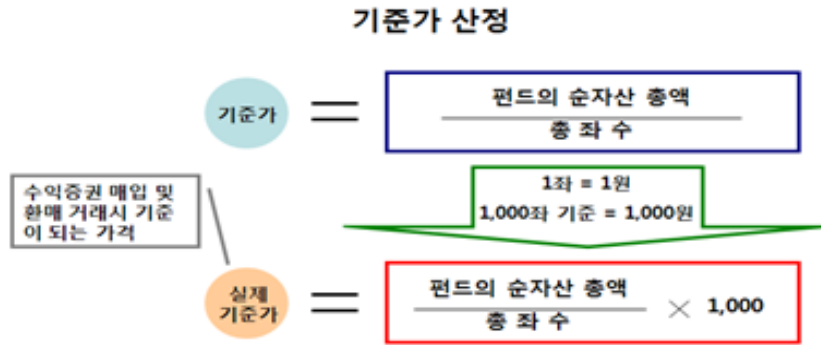 기준가 산정
기준가
=
펀드의 순자산 총액
총 좌 수
1좌 = 1원
1,000좌 기준 = 1,000원
수익증권 매입 및
환매 거래시 기준
이 되는 가격
실제
기준가
=
펀드의 순자산 총액
총 좌 수
× 1,000